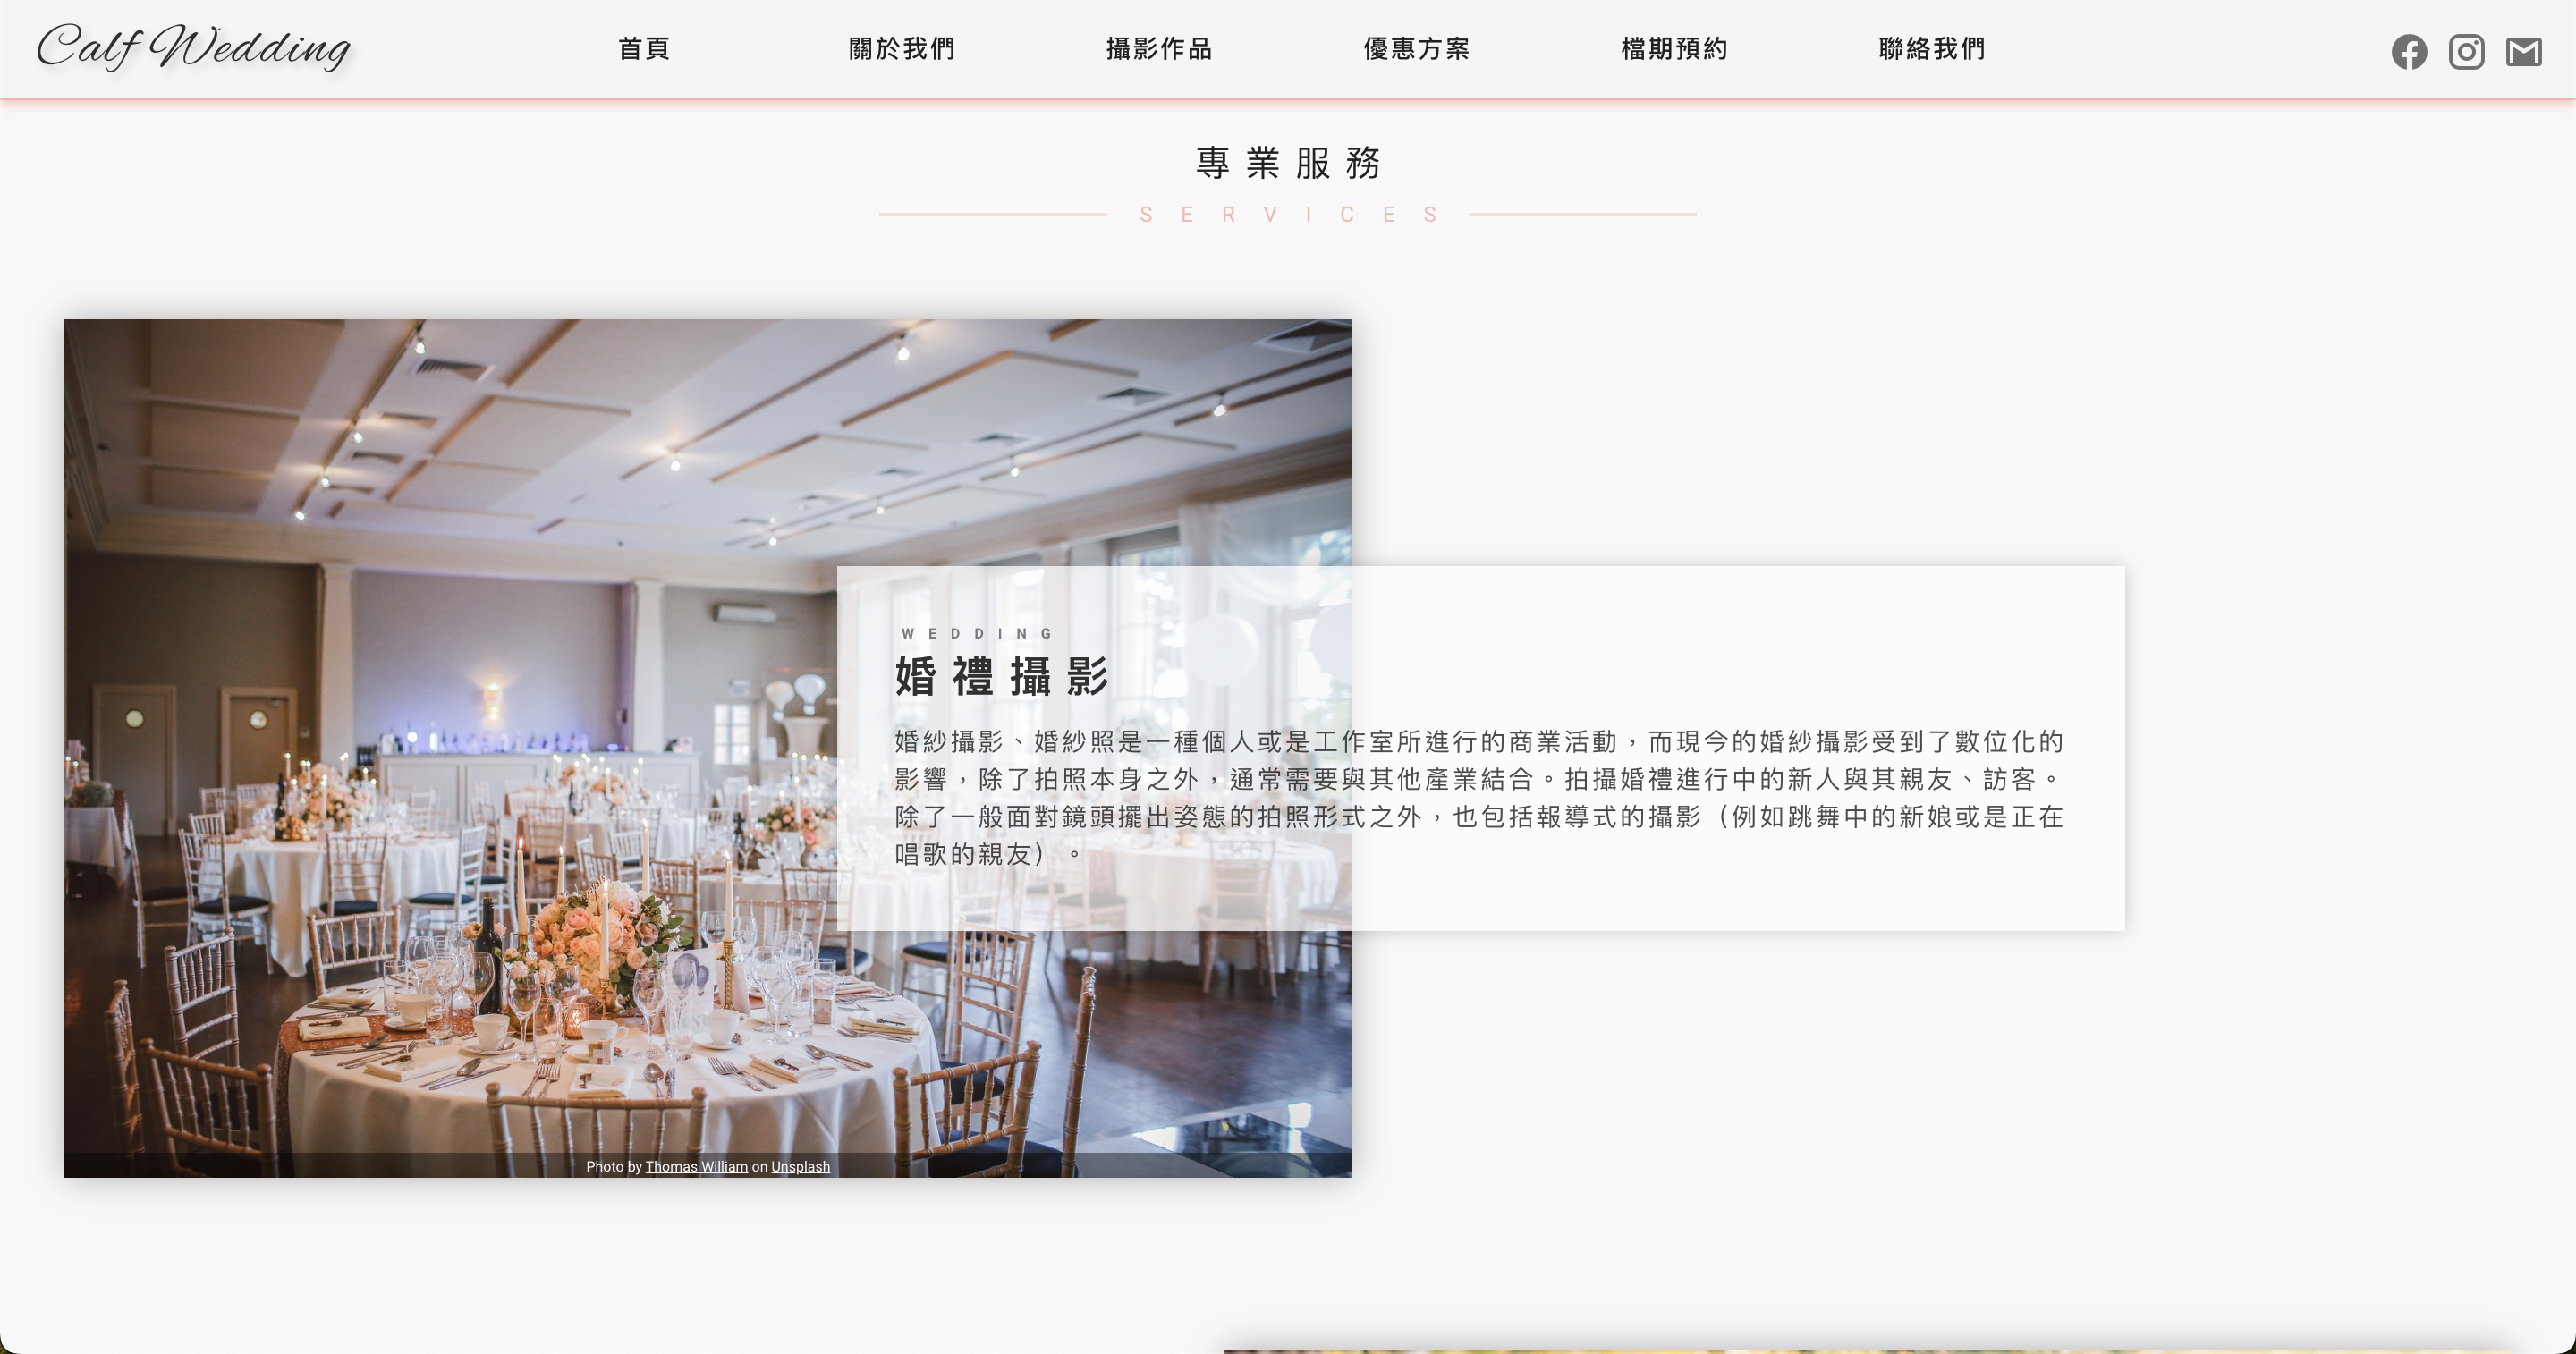 Calf Wedding
首頁 關於我們 攝影作品 優惠方案 檔期預約 聯絡我們
專業服務
SERVICES
WEDDING
婚禮攝影
婚紗攝影、婚紗照是一種個人或是工作室所進行的商業活動，而現今的婚紗攝影受到了數位化的
影響，除了拍照本身之外，通常需要與其他產業結合。拍攝婚禮進行中的新人與其親友、訪客。
除了一般面對鏡頭擺出姿態的拍照形式之外，也包括報導式的攝影（例如跳舞中的新娘或是正在
唱歌的親友）。
Photo by Thomas William on Unsplash